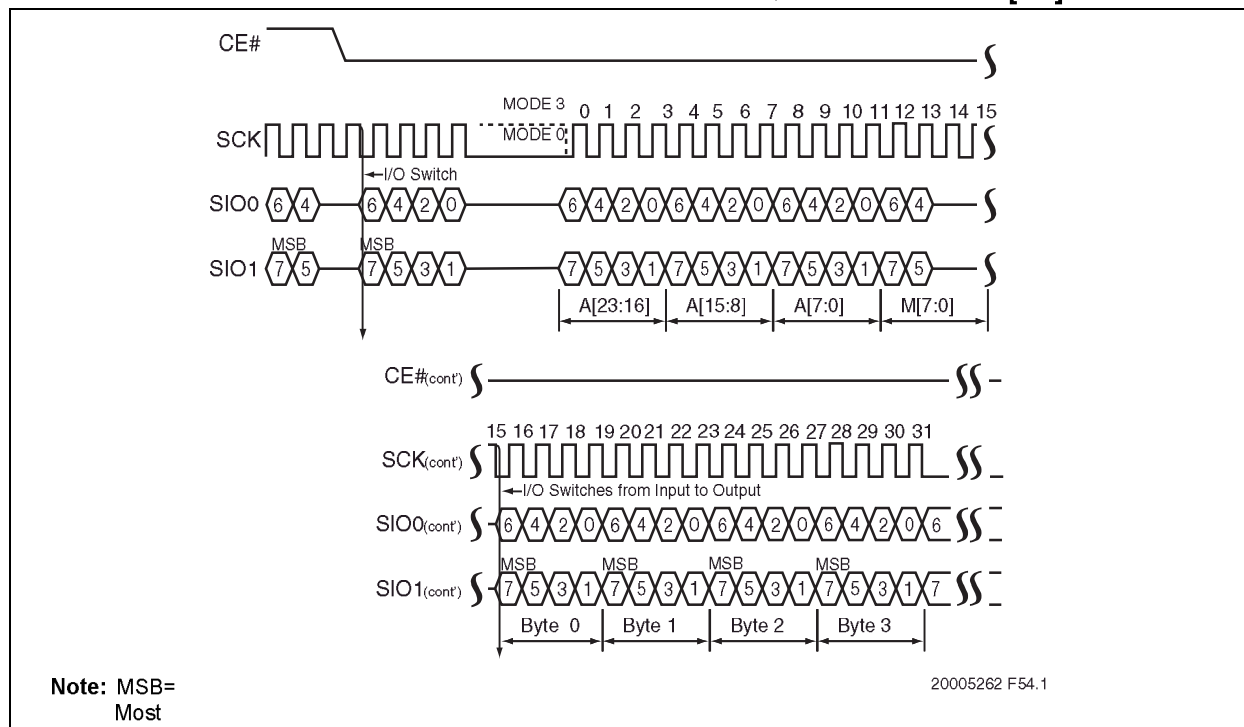 CE#
MODE 3
0 1 2 3 4 5 6 7 8 9 10 11 12 13 14 15
SCK
MODE 0
I/O Switch
SIO0 6 4 6 4 2 0 6 4 2 0 6 4 2 0 6 4 2 0 6 4
MSB MSB
SIO1 7 5 7 5 3 1 7 5 3 1 7 5 3 1 7 5 3 1 7 5
A[23:16] A[15:8] A[7:0] M[7:0]
CE#(cont')
15 16 17 18 19 20 21 22 23 24 25 26 27 28 29 30 31
SCK(cont')
I/O Switches from Input to Output
SIO0(cont') 6 4 2 0 6 4 2 0 6 4 2 0 6 4 2 0 6
MSB MSB MSB MSB
SIO1(cont') 7 5 3 1 7 5 3 1 7 5 3 1 7 5 3 1 7
Byte 0 Byte 1 Byte 2 Byte 3
20005262 F54.1
Note: MSB=
Most